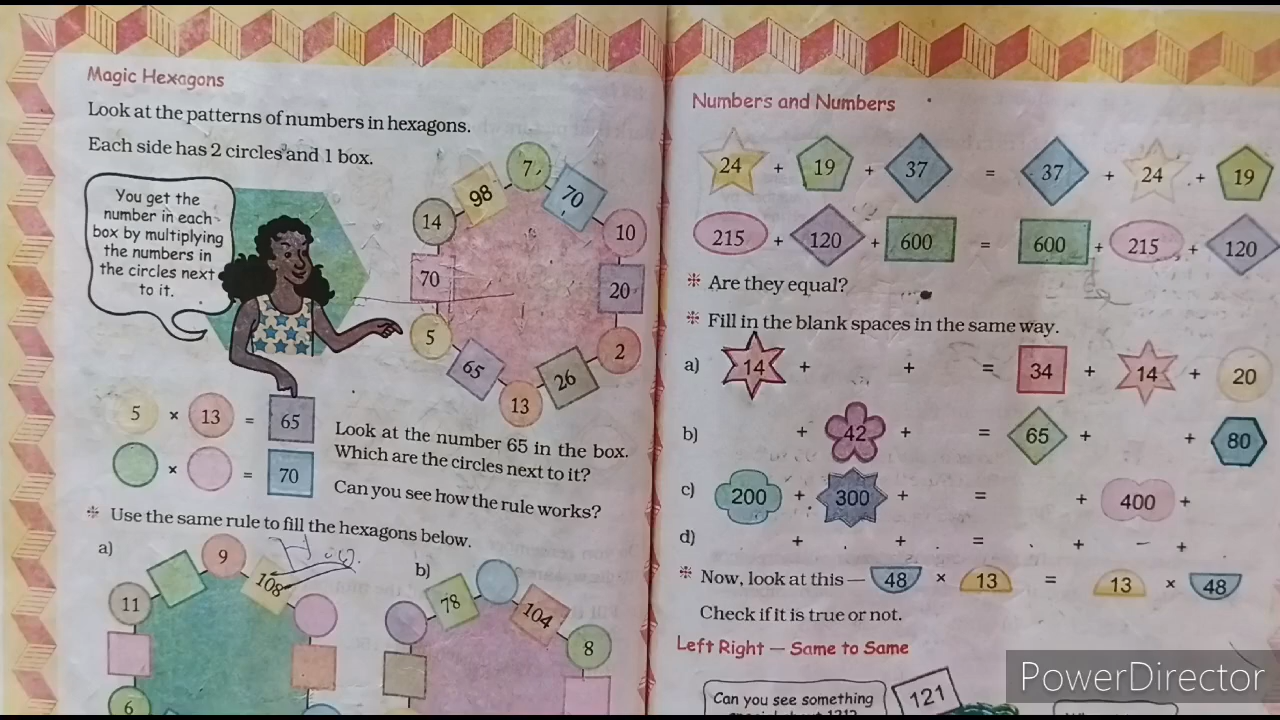 Magic Hexagons
Look at the patterns of numbers in hexagons.
Each side has 2 circles and 1 box.
You get the
number in each
box by multiplying
the numbers in
the circles next
to it.
7
98
70
14
10
70
20
5
2
65
26
13
5 × 13 = 65
× = 70
Look at the number 65 in the box.
Which are the circles next to it?
Can you see how the rule works?
❈ Use the same rule to fill the hexagons below.
a)
9
108
11
6
b)
78
104
8
Numbers and Numbers
24 + 19 + 37 = 37 + 24 + 19
215 + 120 + 600 = 600 + 215 + 120
❈ Are they equal?
❈ Fill in the blank spaces in the same way.
a) 14 + + = 34 + 14 + 20
b) + 42 + = 65 + + 80
c) 200 + 300 + = + 400 +
d) + + = + +
❈ Now, look at this — 48 × 13 = 13 × 48
Check if it is true or not.
Left Right — Same to Same
Can you see something
121
PowerDirector